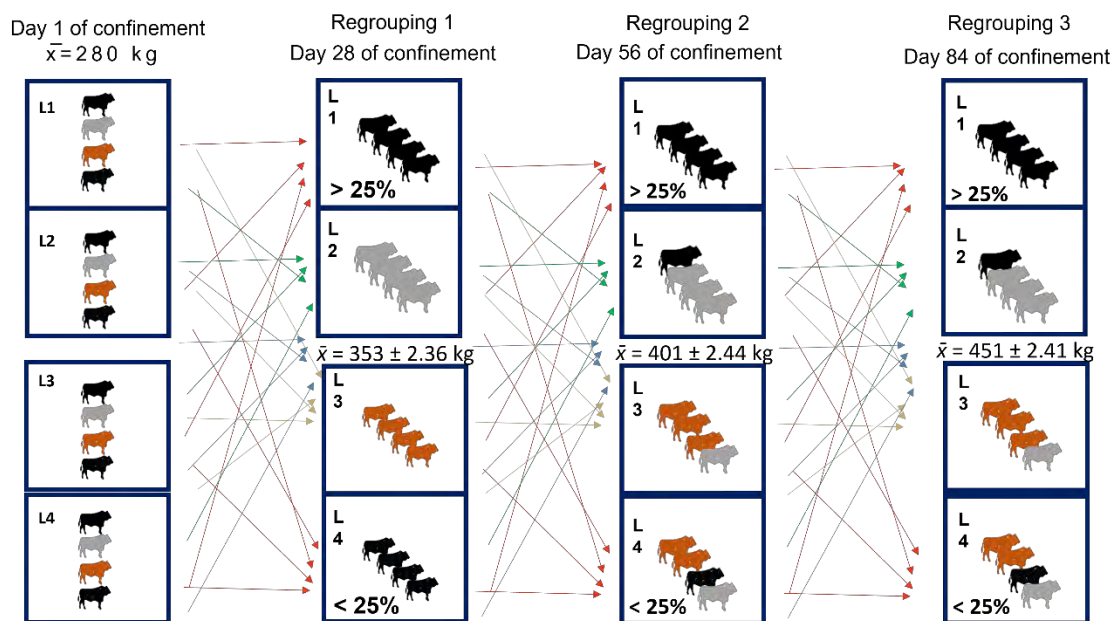 Day 1 of confinement
x̄=280 kg
L1
L2
L3
L4
Regrouping 1
Day 28 of confinement
L
1
> 25%
L
2
x̄ = 353 ± 2.36 kg
L
3
L
4
< 25%
Regrouping 2
Day 56 of confinement
L
1
> 25%
L
2
x̄ = 401 ± 2.44 kg
L
3
L
4
< 25%
Regrouping 3
Day 84 of confinement
L
1
> 25%
L
2
x̄ = 451 ± 2.41 kg
L
3
L
4
< 25%